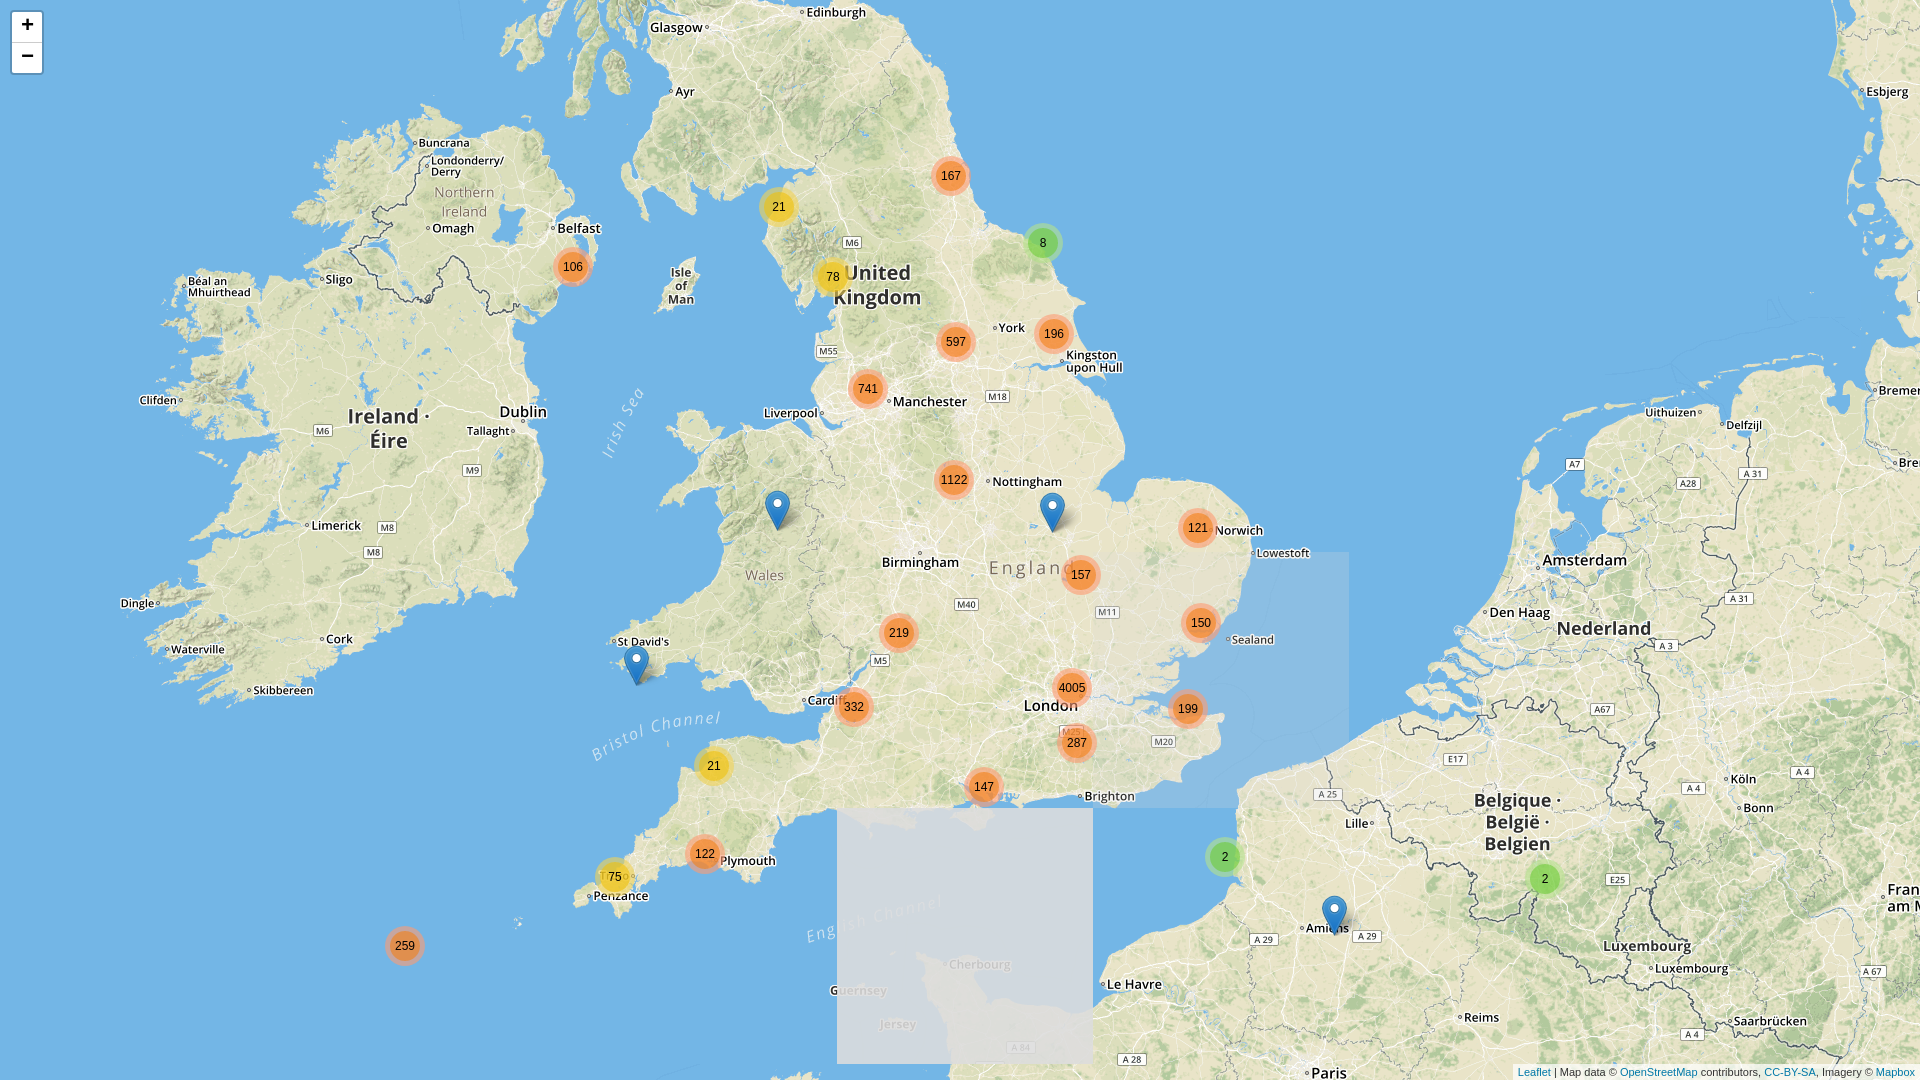 +
−
Edinburgh
Glasgow
Ayr
Esbjerg
Buncrana
Londonderry/
Derry
Northern
Ireland
167
21
Omagh
Belfast
M6
8
106
Isle
of
Man
78
United
Kingdom
Sligo
Béal an
Mhuirthead
York
196
597
M55
Kingston
upon Hull
741
Manchester
M18
Bremer
Clifden
Liverpool
Dublin
Ireland ·
Éire
M6
Tallaght
Irish Sea
Uithuizen
Delfzijl
M9
A7
A 31
Bre
1122
Nottingham
A28
Limerick
M8
121
Norwich
M8
Lowestoft
Birmingham
England
157
Amsterdam
Wales
Dingle
M40
M11
A 31
Den Haag
150
Nederland
219
Cork
St David's
Sealand
A 3
Waterville
M5
Skibbereen
4005
Cardiff
332
London
199
A67
Bristol Channel
M25
287
M20
E17
21
A 4
Köln
147
Brighton
A 25
A 4
Bonn
Belgique ·
België ·
Belgien
Lille
122
Plymouth
2
75
Penzance
2
E25
Fran
am M
English Channel
259
Amiens
A 29
A 29
Luxembourg
Cherbourg
Luxembourg
A 67
Guernsey
Le Havre
Jersey
Reims
Saarbrücken
A 84
A 28
A 4
Paris
Leaflet | Map data © OpenStreetMap contributors, CC-BY-SA, Imagery © Mapbox